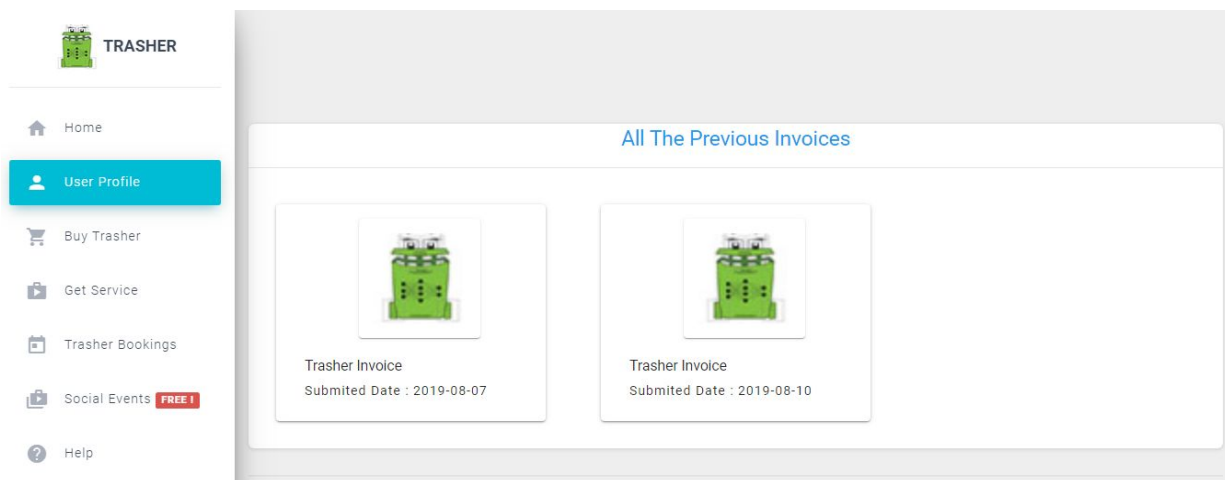 TRASHER
Home
User Profile
Buy Trasher
Get Service
Trasher Bookings
Social Events FREE !
Help
All The Previous Invoices
Trasher Invoice
Submited Date : 2019-08-07
Trasher Invoice
Submited Date : 2019-08-10